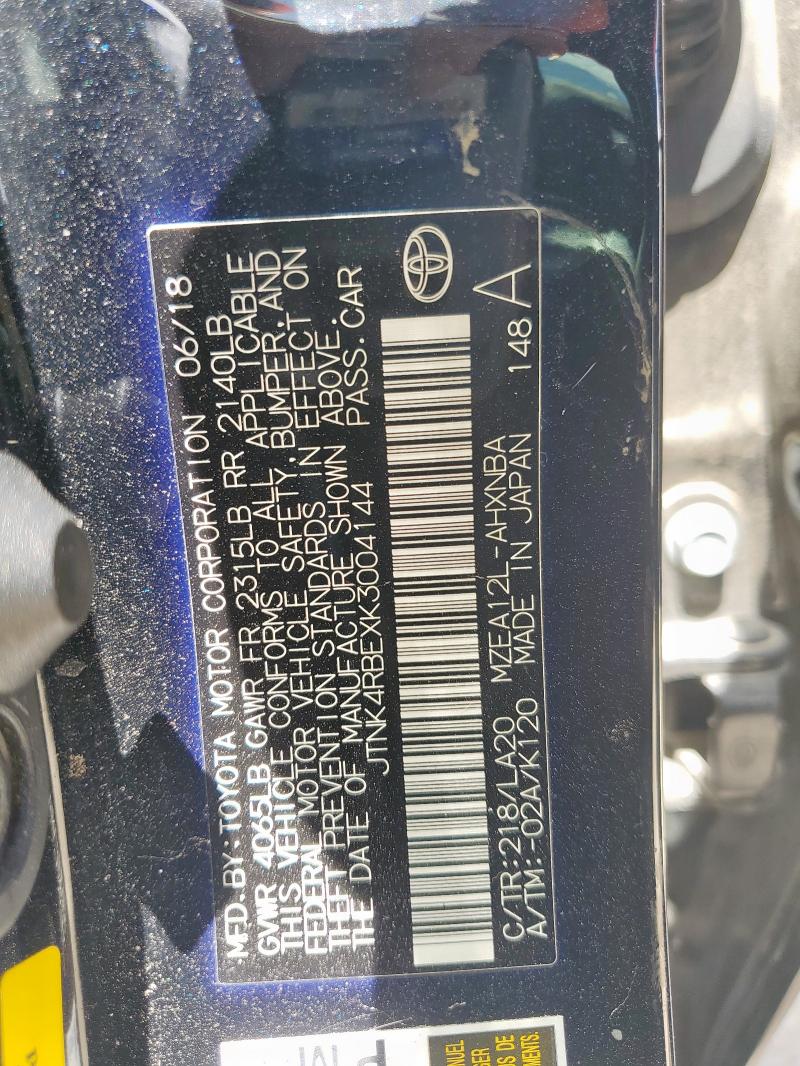 MFD.BY:TOYOTA MOTOR CORPORATION 06/18
GVWR 4065LB GAWR FR 2315LB RR 2140LB
THIS VEHICLE CONFORMS TO ALL APPLICABLE
FEDERAL MOTOR VEHICLE SAFETY,BUMPER,AND
THEFT PREVENTION STANDARDS IN EFFECT ON
THE DATE OF MANUFACTURE SHOWN ABOVE.
JTNK4RBEXK3004144 PASS.CAR
C/TR:218/LA20 MZEA12L-AHXNBA
A/TM:-02A/K120 MADE IN JAPAN 148 A